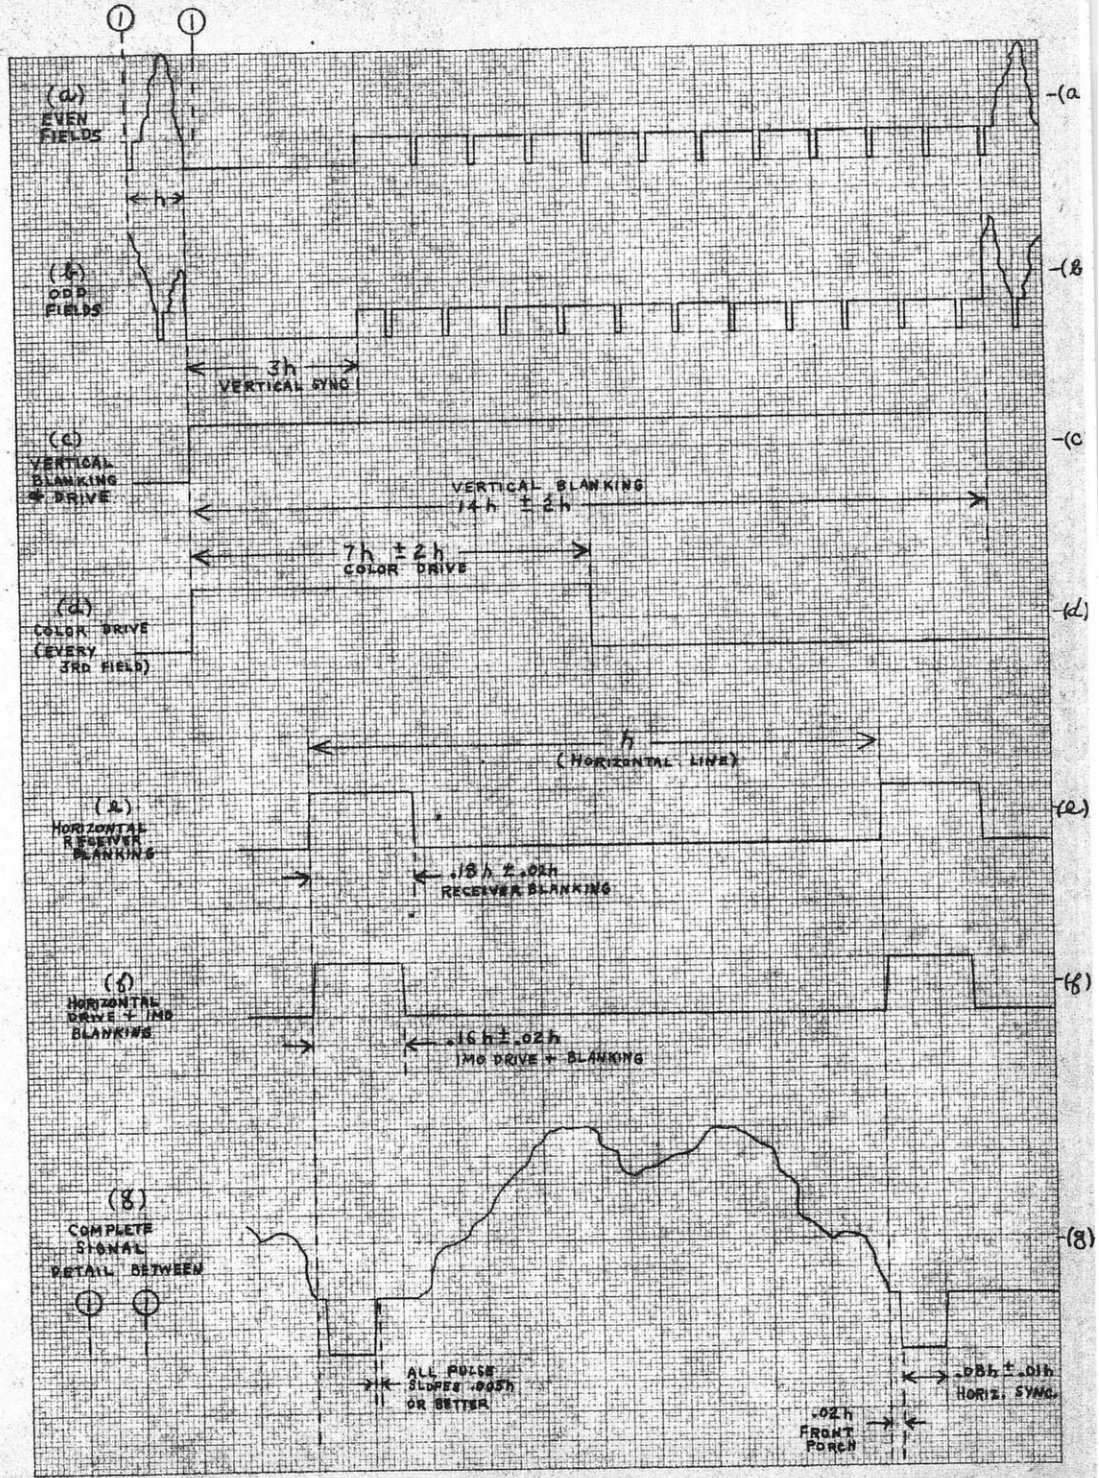 1 1
(a)
EVEN
FIELDS
-(a
h
(b)
ODD
FIELDS
-(b
3h
VERTICAL SYNC
(c)
VERTICAL
BLANKING
+ DRIVE
-(c
VERTICAL BLANKING
14h ± 2h
7h ± 2h
COLOR DRIVE
(d)
COLOR DRIVE
(EVERY
3RD FIELD)
-(d)
h
(HORIZONTAL LINE)
(e)
HORIZONTAL
RECEIVER
BLANKING
-(e)
.18h ± .02h
RECEIVER BLANKING
(f)
HORIZONTAL
DRIVE + IMO
BLANKING
-(f)
.16h ± .02h
IMO DRIVE + BLANKING
(g)
COMPLETE
SIGNAL
DETAIL BETWEEN
1 1
-(g)
ALL PULSE
SLOPES .005h
OR BETTER
.08h ± .01h
HORIZ. SYNC.
.02h
FRONT
PORCH